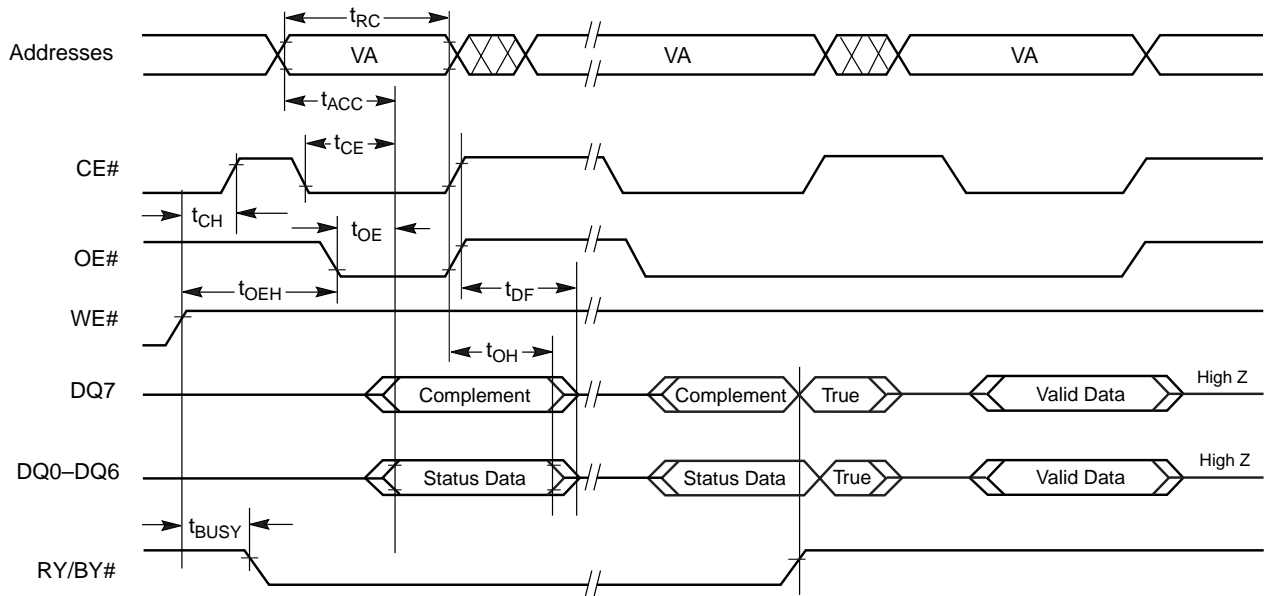 tRC
Addresses VA VA VA
tACC
tCE
CE#
tCH
tOE
OE#
tOEH tDF
WE#
tOH
DQ7 Complement Complement True Valid Data High Z
DQ0–DQ6 Status Data Status Data True Valid Data High Z
tBUSY
RY/BY#